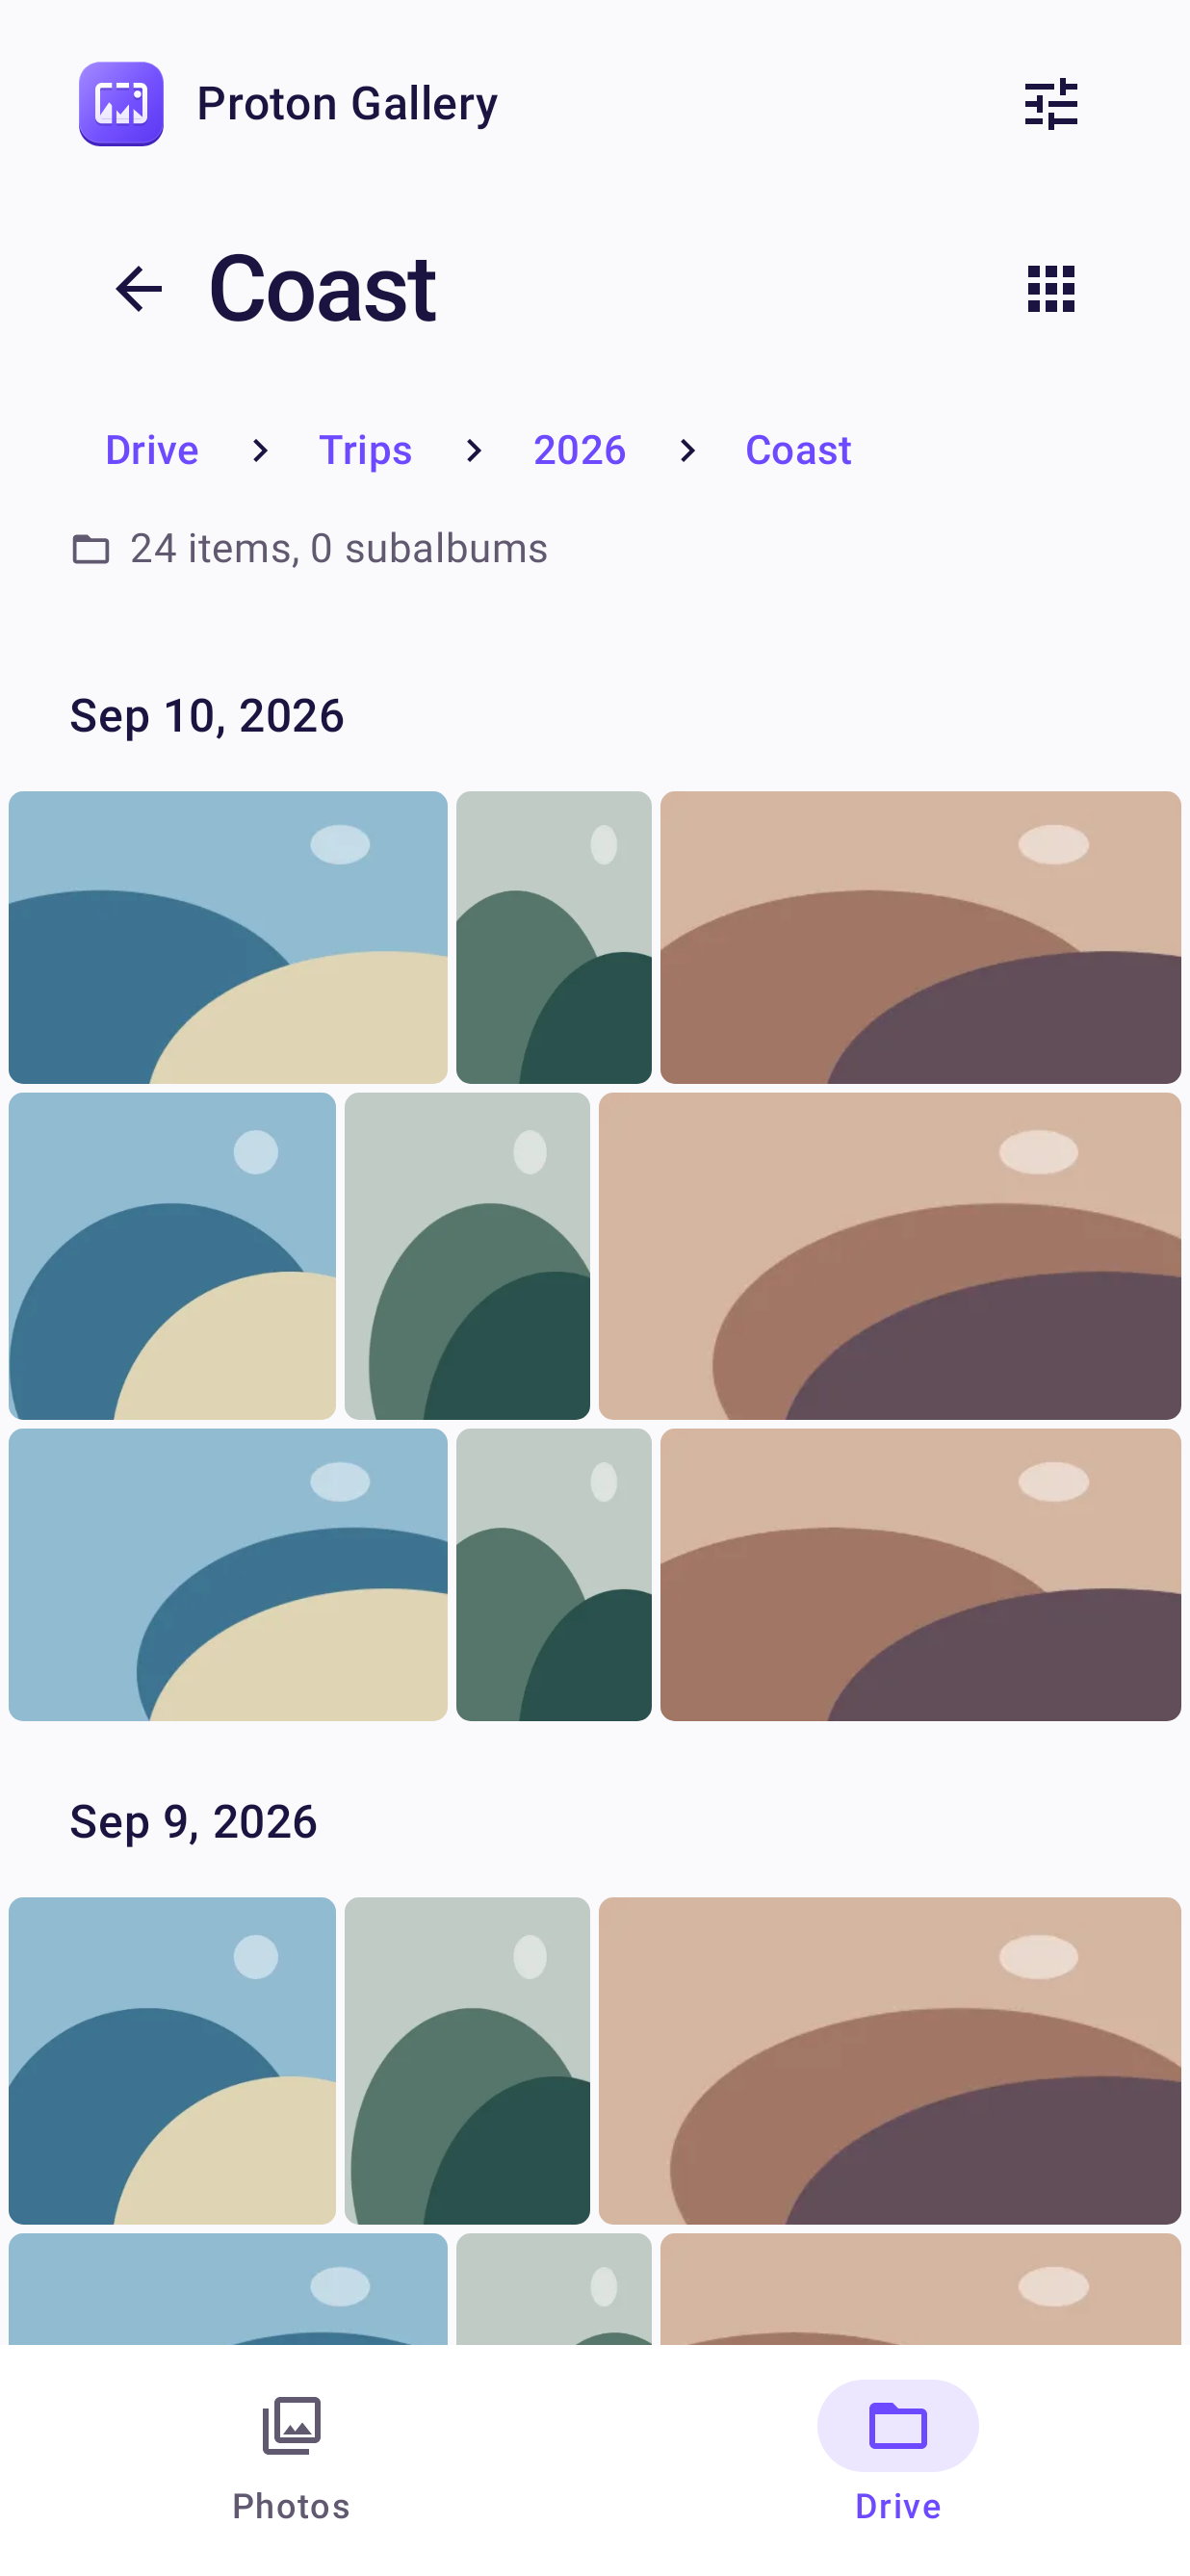 Proton Gallery
Coast
Drive > Trips > 2026 > Coast
24 items, 0 subalbums
Sep 10, 2026
Sep 9, 2026
Photos
Drive